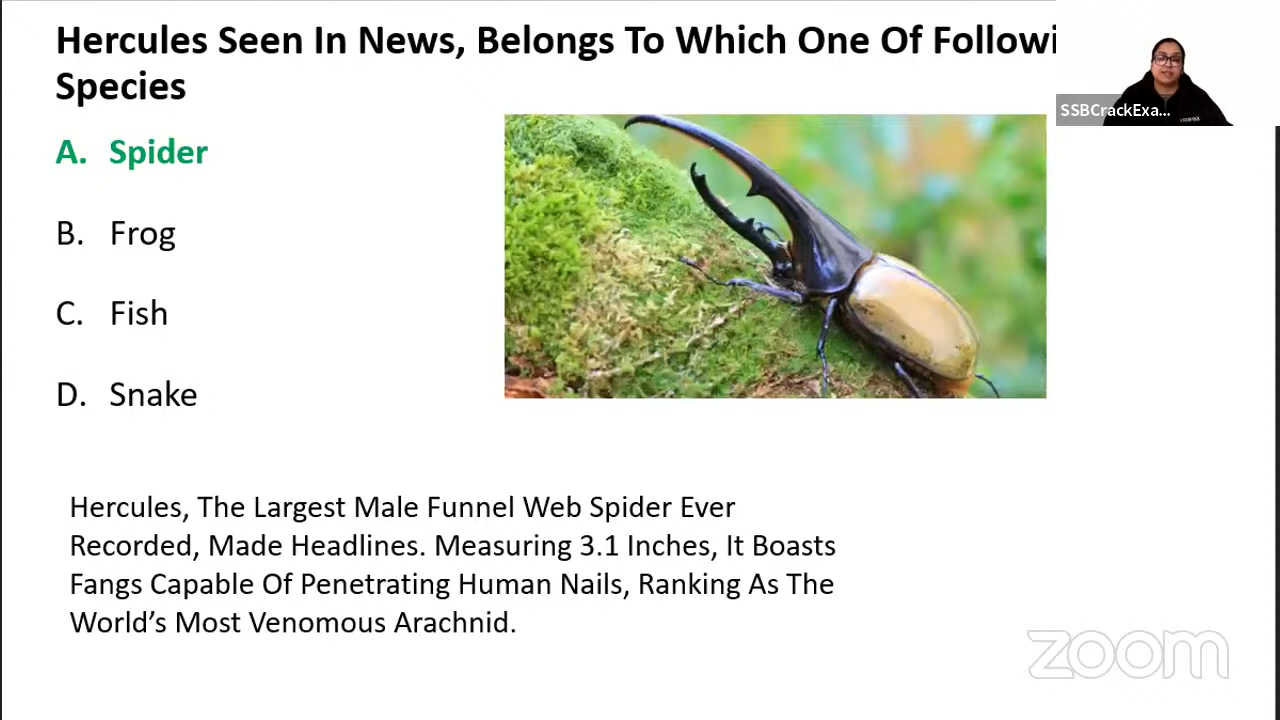 Hercules Seen In News, Belongs To Which One Of Followi
Species
SSBCrackExa...
A. Spider
B. Frog
C. Fish
D. Snake
Hercules, The Largest Male Funnel Web Spider Ever
Recorded, Made Headlines. Measuring 3.1 Inches, It Boasts
Fangs Capable Of Penetrating Human Nails, Ranking As The
World’s Most Venomous Arachnid.
zoom